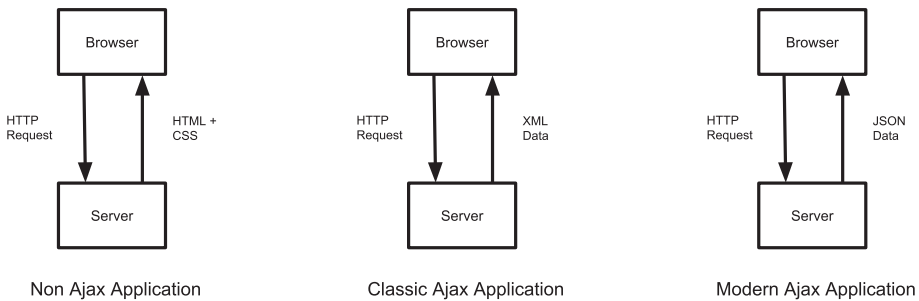 Browser
HTTP
Request
HTML +
CSS
Server
Non Ajax Application
Browser
HTTP
Request
XML
Data
Server
Classic Ajax Application
Browser
HTTP
Request
JSON
Data
Server
Modern Ajax Application